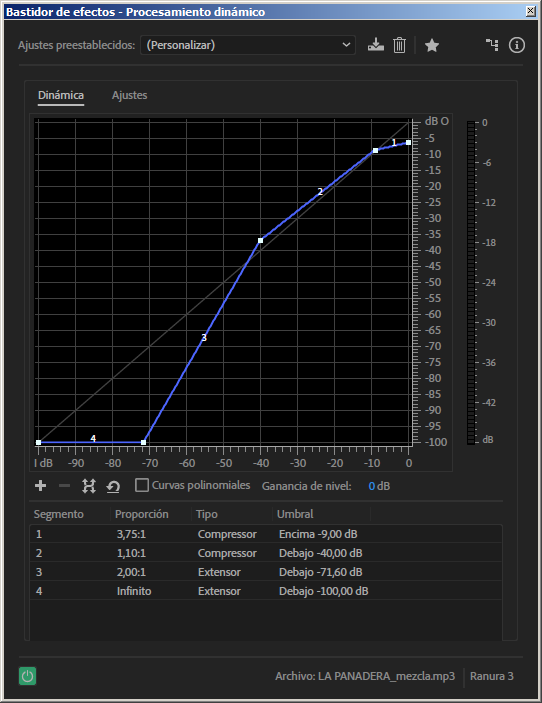 Bastidor de efectos - Procesamiento dinámico
Ajustes preestablecidos: (Personalizar)
Dinámica Ajustes
dB O
-5
-10
-15
-20
-25
-30
-35
-40
-45
-50
-55
-60
-65
-70
-75
-80
-85
-90
-95
-100
1
2
3
4
I dB -90 -80 -70 -60 -50 -40 -30 -20 -10 0
0
-6
-12
-18
-24
-30
-36
-42
dB
Curvas polinomiales Ganancia de nivel: 0 dB
Segmento Proporción Tipo Umbral
1 3,75:1 Compressor Encima -9,00 dB
2 1,10:1 Compressor Debajo -40,00 dB
3 2,00:1 Extensor Debajo -71,60 dB
4 Infinito Extensor Debajo -100,00 dB
Archivo: LA PANADERA_mezcla.mp3 Ranura 3